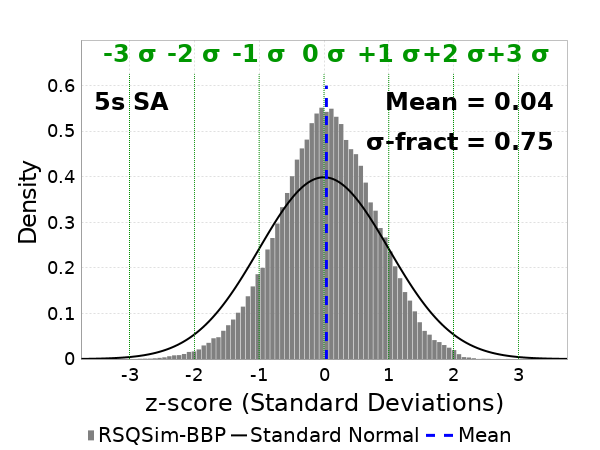 -3 σ -2 σ -1 σ 0 σ +1 σ +2 σ +3 σ
5s SA
Mean = 0.04
σ-fract = 0.75
0.6
0.5
0.4
0.3
0.2
0.1
0
Density
-3 -2 -1 0 1 2 3
z-score (Standard Deviations)
RSQSim-BBP Standard Normal Mean